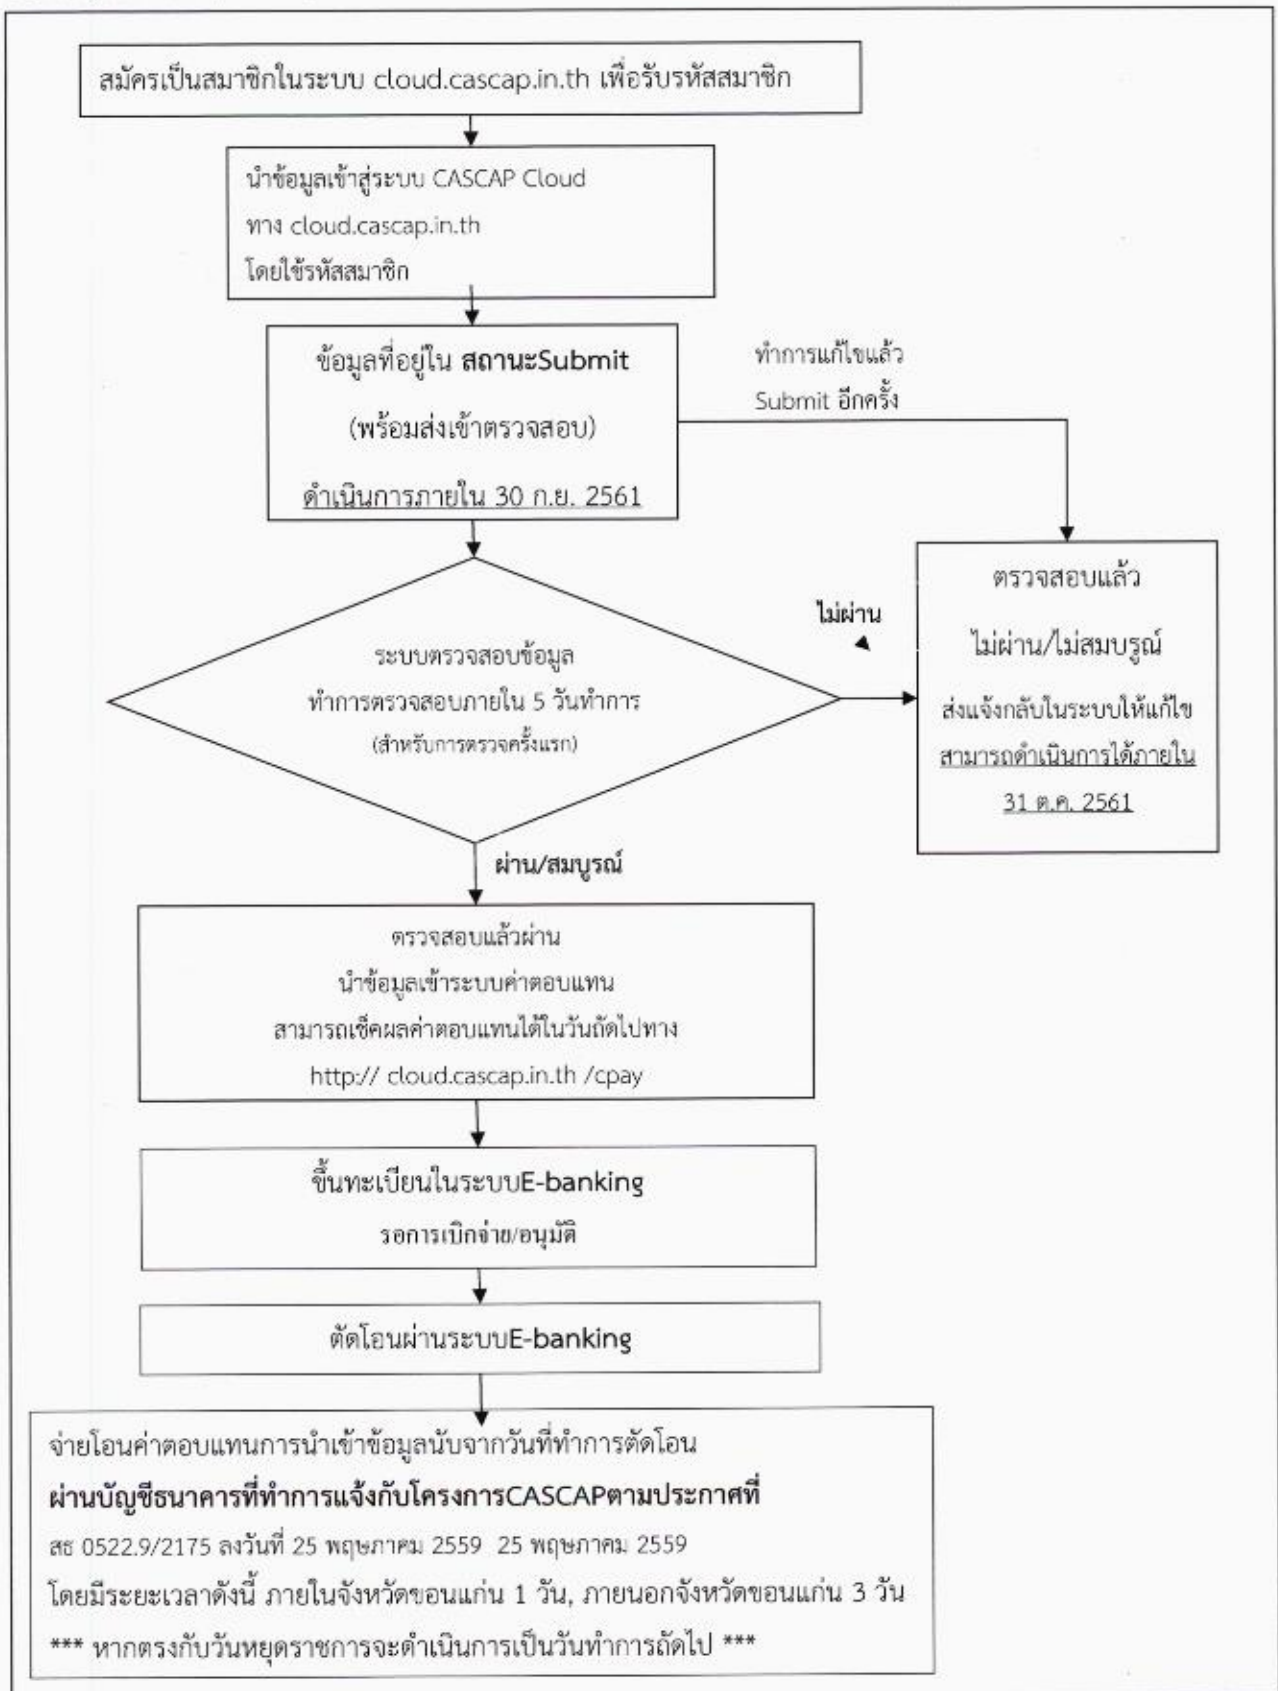 สมัครเป็นสมาชิกในระบบ cloud.cascap.in.th เพื่อรับรหัสสมาชิก
นำข้อมูลเข้าสู่ระบบ CASCAP Cloud
ทาง cloud.cascap.in.th
โดยใช้รหัสสมาชิก
ข้อมูลที่อยู่ใน สถานะSubmit
(พร้อมส่งเข้าตรวจสอบ)
ดำเนินการภายใน 30 ก.ย. 2561
ทำการแก้ไขแล้ว
Submit อีกครั้ง
ระบบตรวจสอบข้อมูล
ทำการตรวจสอบภายใน 5 วันทำการ
(สำหรับการตรวจครั้งแรก)
ไม่ผ่าน
ตรวจสอบแล้ว
ไม่ผ่าน/ไม่สมบรูณ์
ส่งแจ้งกลับในระบบให้แก้ไข
สามารถดำเนินการได้ภายใน
31 ต.ค. 2561
ผ่าน/สมบูรณ์
ตรวจสอบแล้วผ่าน
นำข้อมูลเข้าระบบค่าตอบแทน
สามารถเช็คผลค่าตอบแทนได้ในวันถัดไปทาง
http:// cloud.cascap.in.th /cpay
ขึ้นทะเบียนในระบบE-banking
รอการเบิกจ่าย/อนุมัติ
ตัดโอนผ่านระบบE-banking
จ่ายโอนค่าตอบแทนการนำเข้าข้อมูลนับจากวันที่ทำการตัดโอน
ผ่านบัญชีธนาคารที่ทำการแจ้งกับโครงการCASCAPตามประกาศที่
สธ 0522.9/2175 ลงวันที่ 25 พฤษภาคม 2559 25 พฤษภาคม 2559
โดยมีระยะเวลาดังนี้ ภายในจังหวัดขอนแก่น 1 วัน, ภายนอกจังหวัดขอนแก่น 3 วัน
*** หากตรงกับวันหยุดราชการจะดำเนินการเป็นวันทำการถัดไป ***